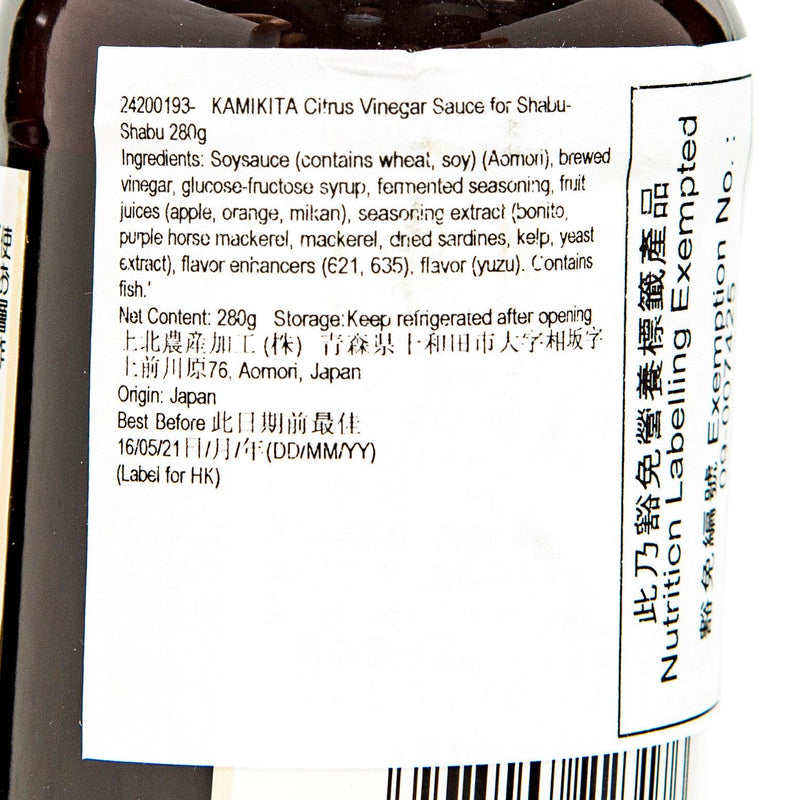 24200193- KAMIKITA Citrus Vinegar Sauce for Shabu-
Shabu 280g
Ingredients: Soysauce (contains wheat, soy) (Aomori), brewed
vinegar, glucose-fructose syrup, fermented seasoning, fruit
juices (apple, orange, mikan), seasoning extract (bonito,
purple horse mackerel, mackerel, dried sardines, kelp, yeast
extract), flavor enhancers (621, 635), flavor (yuzu). Contains
fish.'
Net Content: 280g Storage:Keep refrigerated after opening
上北農産加工(株) 青森県十和田市大字相坂字
上前川原76, Aomori, Japan
Origin: Japan
Best Before 此日期前最佳
16/05/21日/月/年(DD/MM/YY)
(Label for HK)
此乃豁免營養標籤產品
Nutrition Labelling Exempted
豁免編號 Exemption No. :
09-007425